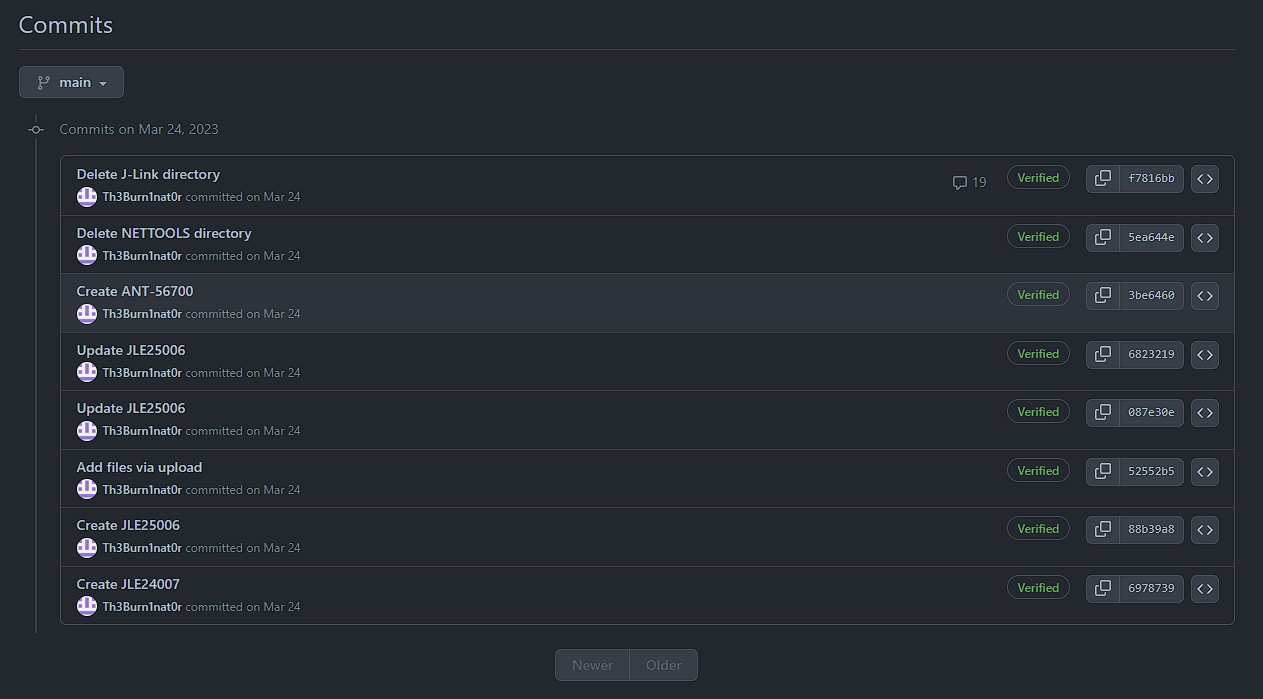 Commits
main
Commits on Mar 24, 2023
Delete J-Link directory
Th3Burn1nat0r committed on Mar 24
19 Verified f7816bb
Delete NETTOOLS directory
Th3Burn1nat0r committed on Mar 24
Verified 5ea644e
Create ANT-56700
Th3Burn1nat0r committed on Mar 24
Verified 3be6460
Update JLE25006
Th3Burn1nat0r committed on Mar 24
Verified 6823219
Update JLE25006
Th3Burn1nat0r committed on Mar 24
Verified 087e30e
Add files via upload
Th3Burn1nat0r committed on Mar 24
Verified 52552b5
Create JLE25006
Th3Burn1nat0r committed on Mar 24
Verified 88b39a8
Create JLE24007
Th3Burn1nat0r committed on Mar 24
Verified 6978739
Newer Older